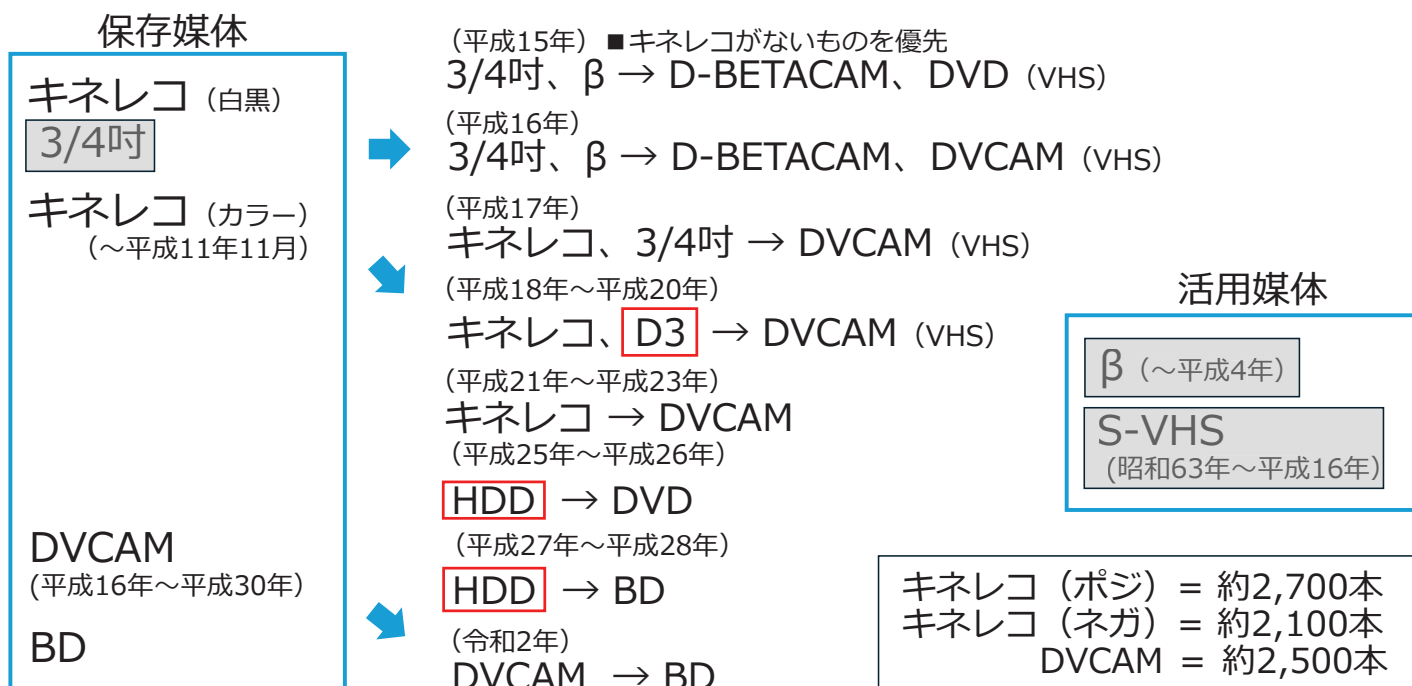 保存媒体
キネレコ（白黒）
3/4吋
キネレコ（カラー）
（～平成11年11月）
DVCAM
(平成16年～平成30年）
BD
（平成15年）■キネレコがないものを優先
3/4吋、β → D-BETACAM、DVD（VHS）
（平成16年）
3/4吋、β → D-BETACAM、DVCAM（VHS）
（平成17年）
キネレコ、3/4吋 → DVCAM（VHS）
（平成18年～平成20年）
キネレコ、D3 → DVCAM（VHS）
（平成21年～平成23年）
キネレコ → DVCAM
（平成25年～平成26年）
HDD → DVD
（平成27年～平成28年）
HDD → BD
（令和2年）
DVCAM → BD
活用媒体
β（～平成4年）
S-VHS
(昭和63年～平成16年）
キネレコ（ポジ）= 約2,700本
キネレコ（ネガ）= 約2,100本
DVCAM = 約2,500本